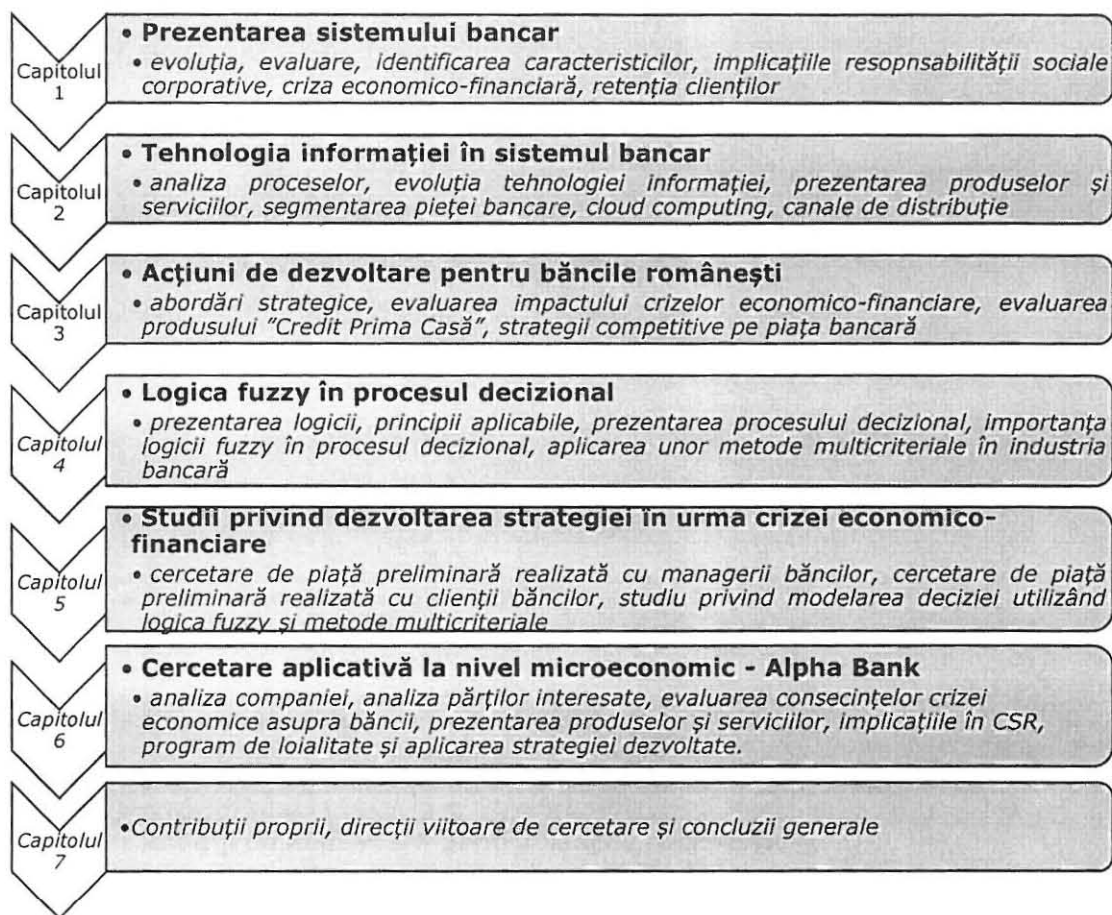 Capitolul
1
• Prezentarea sistemului bancar
• evoluția, evaluare, identificarea caracteristicilor, implicațiile resopnsabilității sociale
corporative, criza economico-financiară, retenția clienților
Capitolul
2
• Tehnologia informației în sistemul bancar
• analiza proceselor, evoluția tehnologiei informației, prezentarea produselor și
serviciilor, segmentarea pieței bancare, cloud computing, canale de distribuție
Capitolul
3
• Acțiuni de dezvoltare pentru băncile românești
• abordări strategice, evaluarea impactului crizelor economico-financiare, evaluarea
produsului "Credit Prima Casă", strategii competitive pe piața bancară
Capitolul
4
• Logica fuzzy în procesul decizional
• prezentarea logicii, principii aplicabile, prezentarea procesului decizional, importanța
logicii fuzzy în procesul decizional, aplicarea unor metode multicriteriale în industria
bancară
Capitolul
5
• Studii privind dezvoltarea strategiei în urma crizei economico-
financiare
• cercetare de piață preliminară realizată cu managerii băncilor, cercetare de piață
preliminară realizată cu clienții băncilor, studiu privind modelarea deciziei utilizând
logica fuzzy și metode multicriteriale
Capitolul
6
• Cercetare aplicativă la nivel microeconomic - Alpha Bank
• analiza companiei, analiza părților interesate, evaluarea consecințelor crizei
economice asupra băncii, prezentarea produselor și serviciilor, implicațiile în CSR,
program de loialitate și aplicarea strategiei dezvoltate.
Capitolul
7
•Contribuții proprii, direcții viitoare de cercetare și concluzii generale